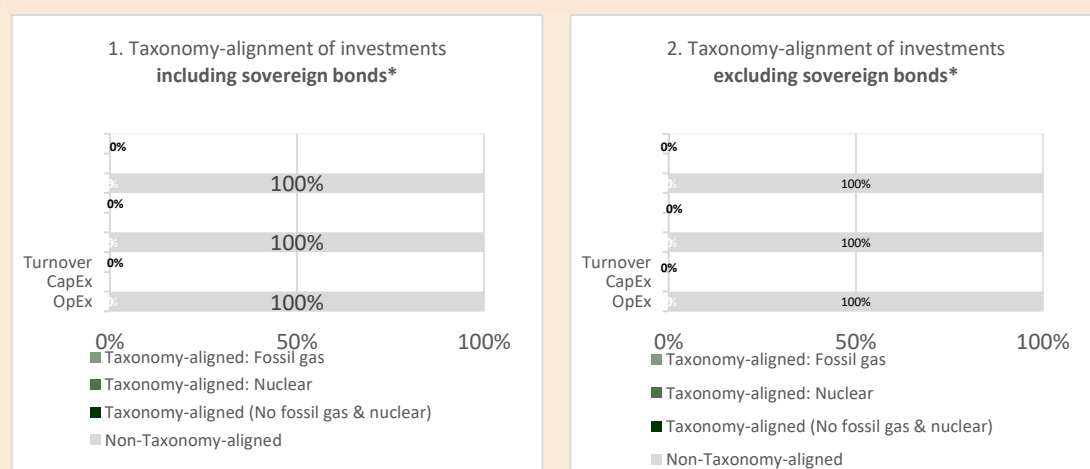 1. Taxonomy-alignment of investments
including sovereign bonds*
0%
100%
0%
100%
Turnover 0%
CapEx
OpEx
100%
0% 50% 100%
Taxonomy-aligned: Fossil gas
Taxonomy-aligned: Nuclear
Taxonomy-aligned (No fossil gas & nuclear)
Non-Taxonomy-aligned
2. Taxonomy-alignment of investments
excluding sovereign bonds*
0%
100%
0%
100%
Turnover 0%
CapEx
OpEx
100%
0% 50% 100%
Taxonomy-aligned: Fossil gas
Taxonomy-aligned: Nuclear
Taxonomy-aligned (No fossil gas & nuclear)
Non-Taxonomy-aligned